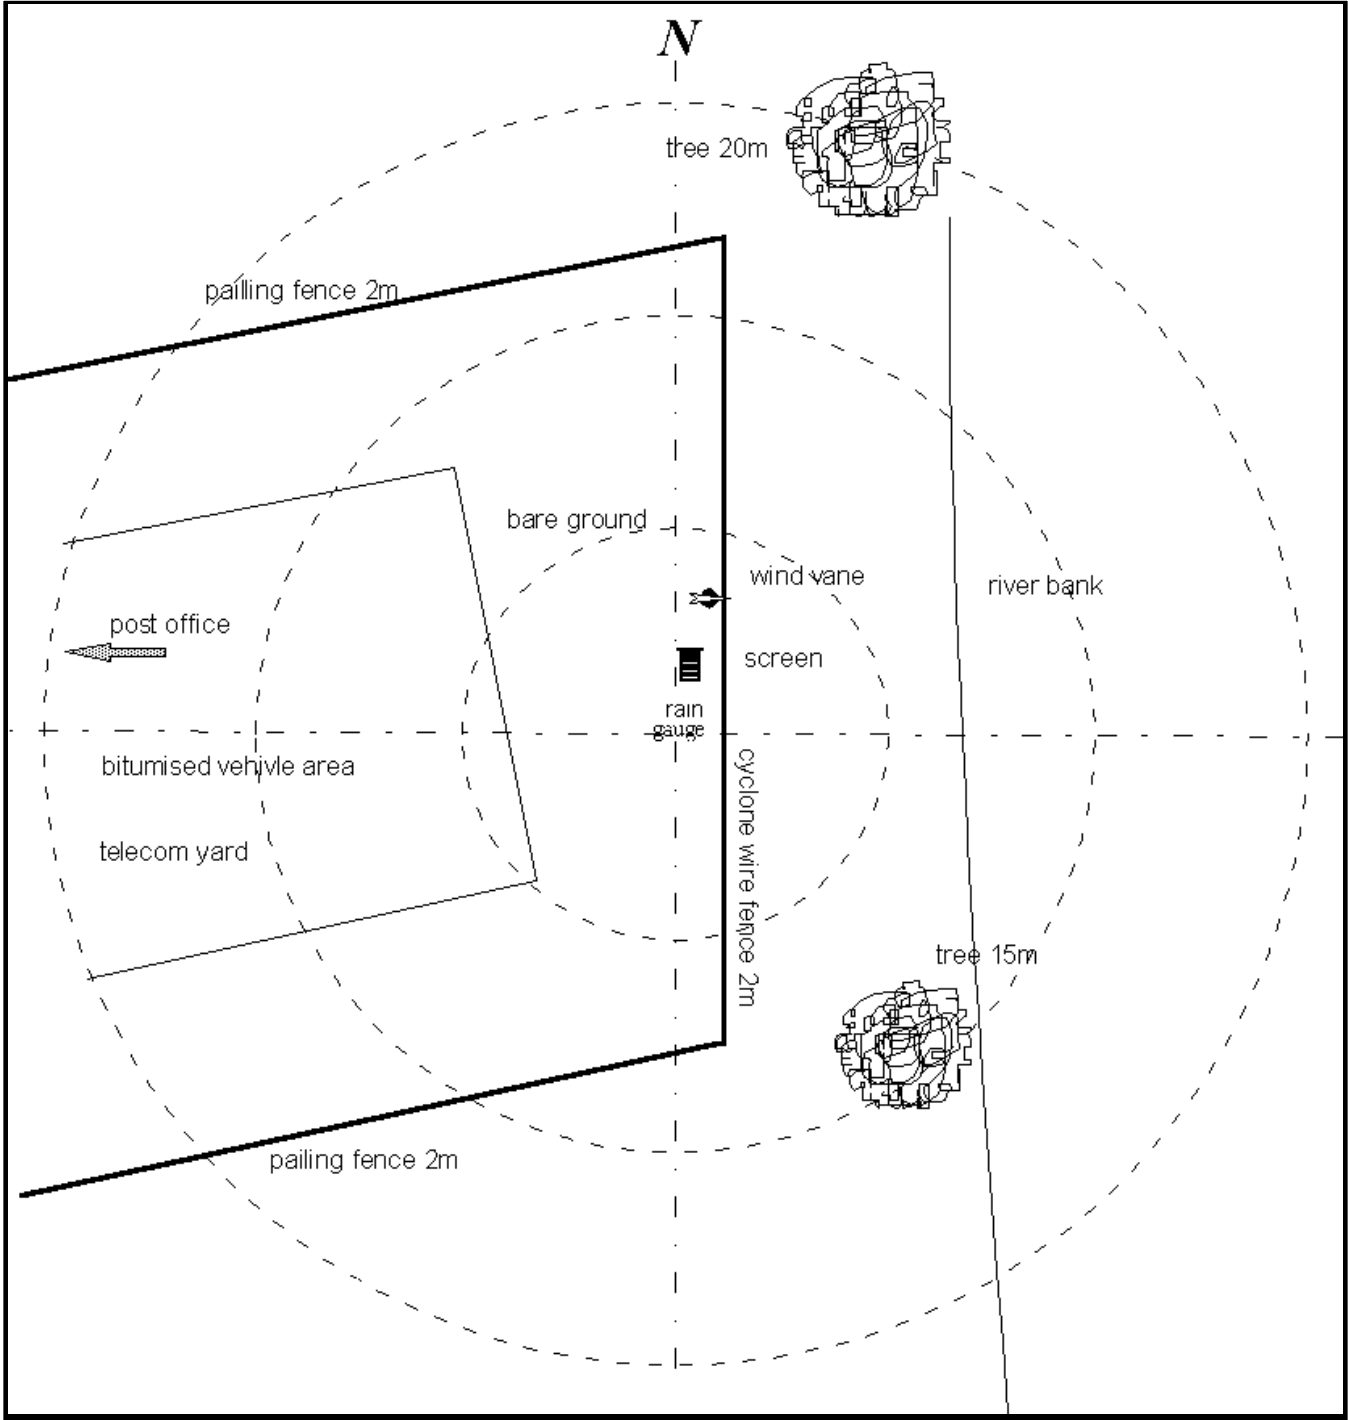 N
tree 20m
pailling fence 2m
bare ground
wind vane
river bank
post office
screen
rain
gauge
bitumised vehivle area
cyclone wire fence 2m
telecom yard
tree 15m
pailing fence 2m